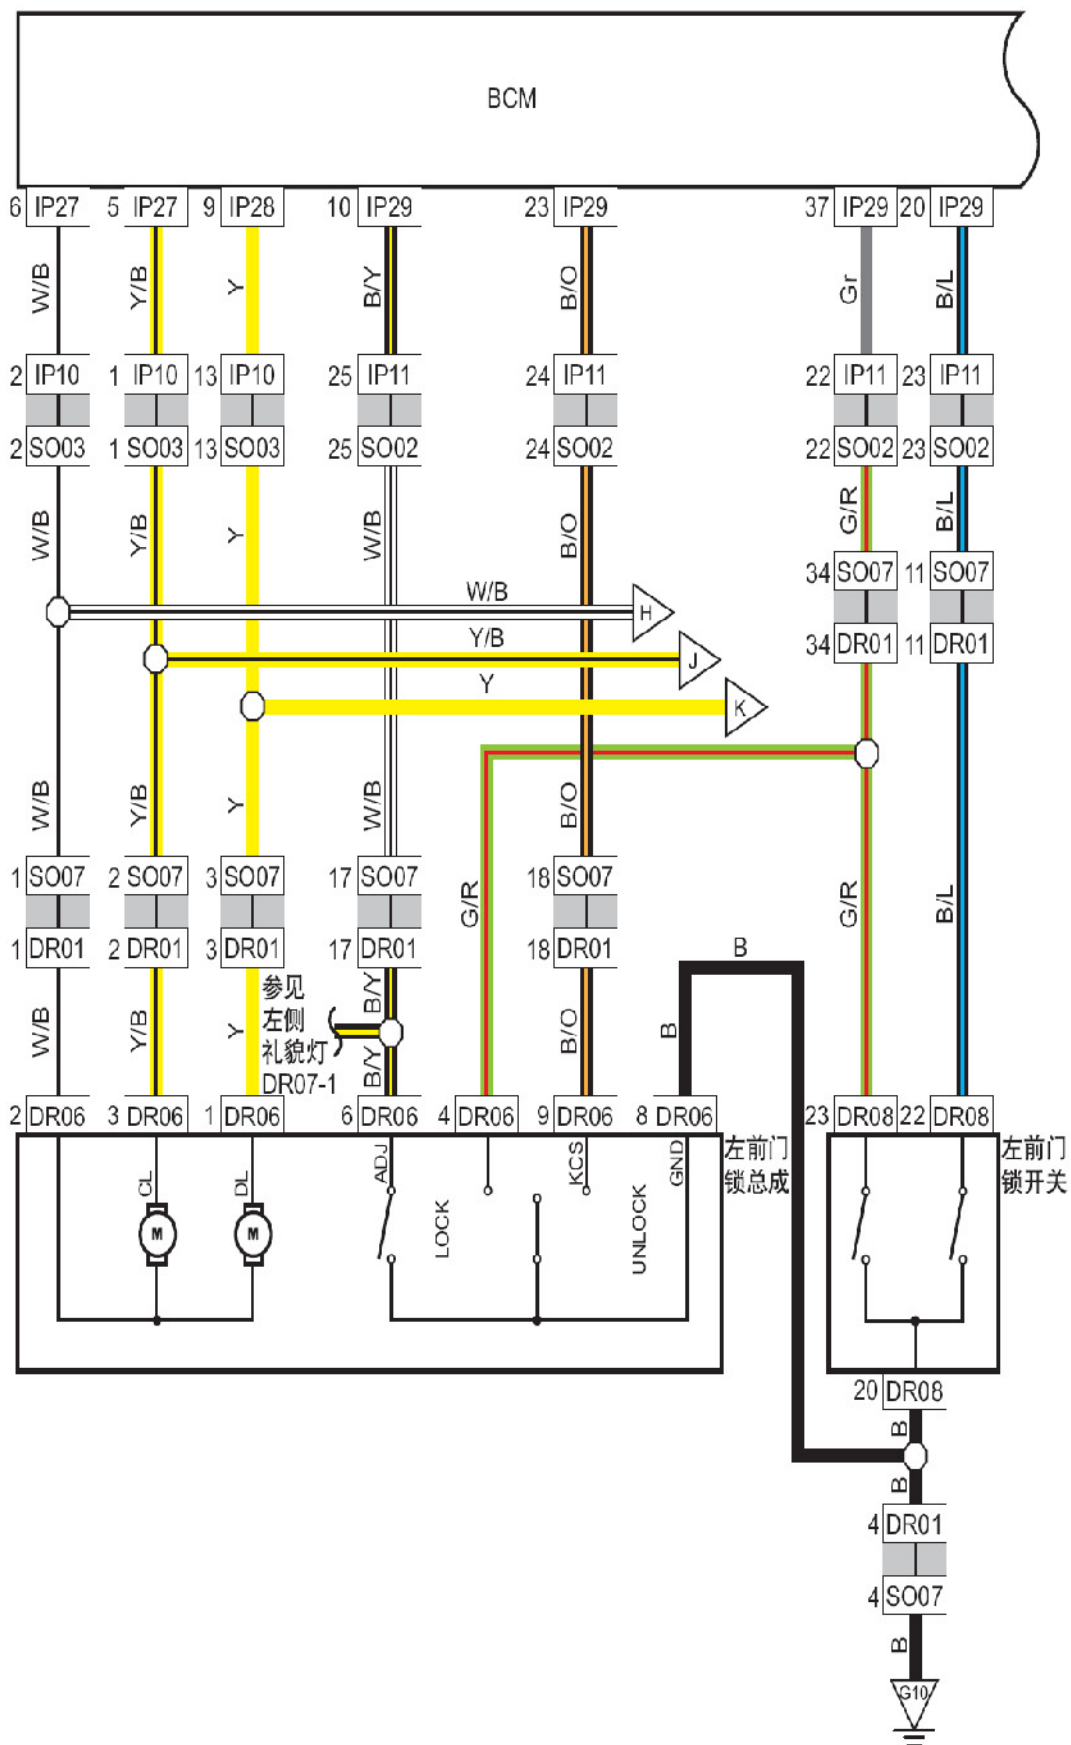 BCM
6 IP27 5 IP27 9 IP28 10 IP29 23 IP29 37 IP29 20 IP29
W/B Y/B Y B/Y B/O Gr B/L
2 IP10 1 IP10 13 IP10 25 IP11 24 IP11 22 IP11 23 IP11
2 SO03 1 SO03 13 SO03 25 SO02 24 SO02 22 SO02 23 SO02
W/B Y/B Y W/B B/O G/R B/L
34 SO07 11 SO07
W/B H
Y/B J
34 DR01 11 DR01
Y K
W/B Y/B Y W/B B/O
1 SO07 2 SO07 3 SO07 17 SO07 18 SO07
G/R G/R B/L
1 DR01 2 DR01 3 DR01 17 DR01 18 DR01 B
参见
左侧
礼貌灯
DR07-1
W/B Y/B Y B/Y B/O B
B/Y
2 DR06 3 DR06 1 DR06 6 DR06 4 DR06 9 DR06 8 DR06 23 DR08 22 DR08
左前门
锁总成
左前门
锁开关
CL DL ADJ KCS GND
M M LOCK UNLOCK
20 DR08
B
B
4 DR01
4 SO07
B
G10